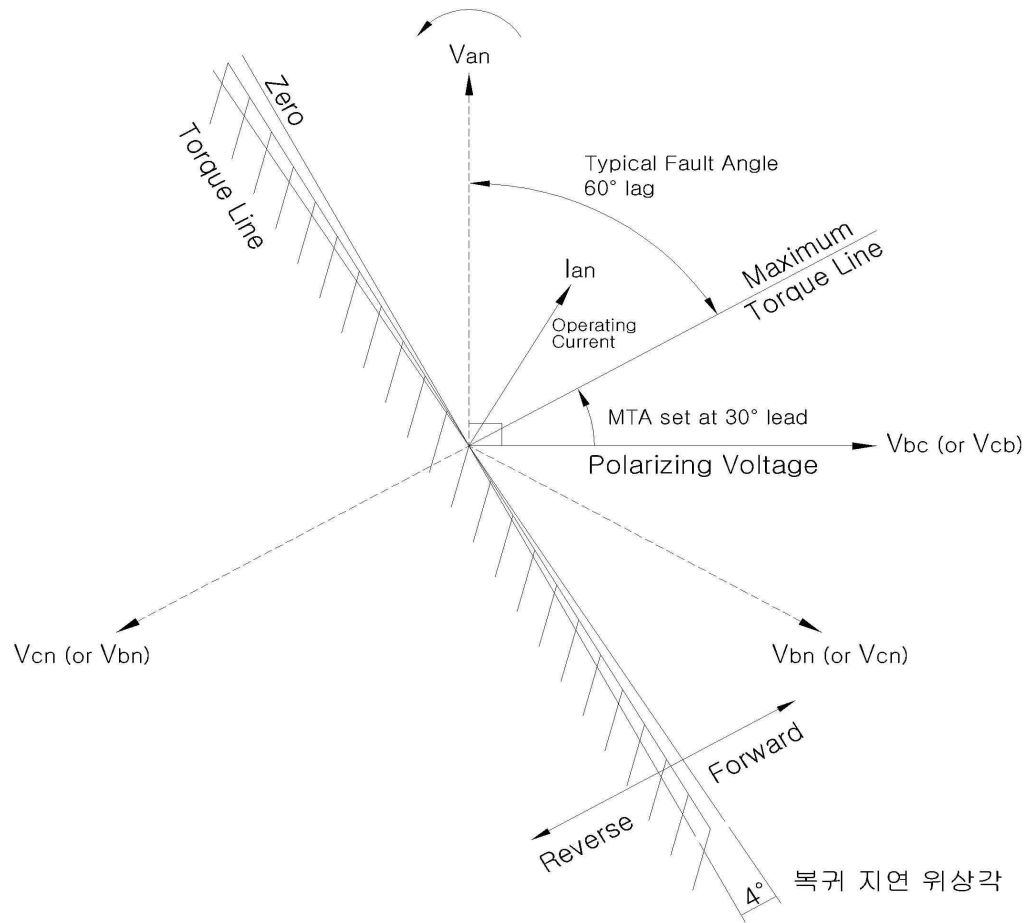 Van
Zero
Torque Line
Typical Fault Angle
60° lag
Maximum
Torque Line
Ian
Operating
Current
MTA set at 30° lead
Vbc (or Vcb)
Polarizing Voltage
Vcn (or Vbn)
Vbn (or Vcn)
Forward
Reverse
4°
복귀 지연 위상각